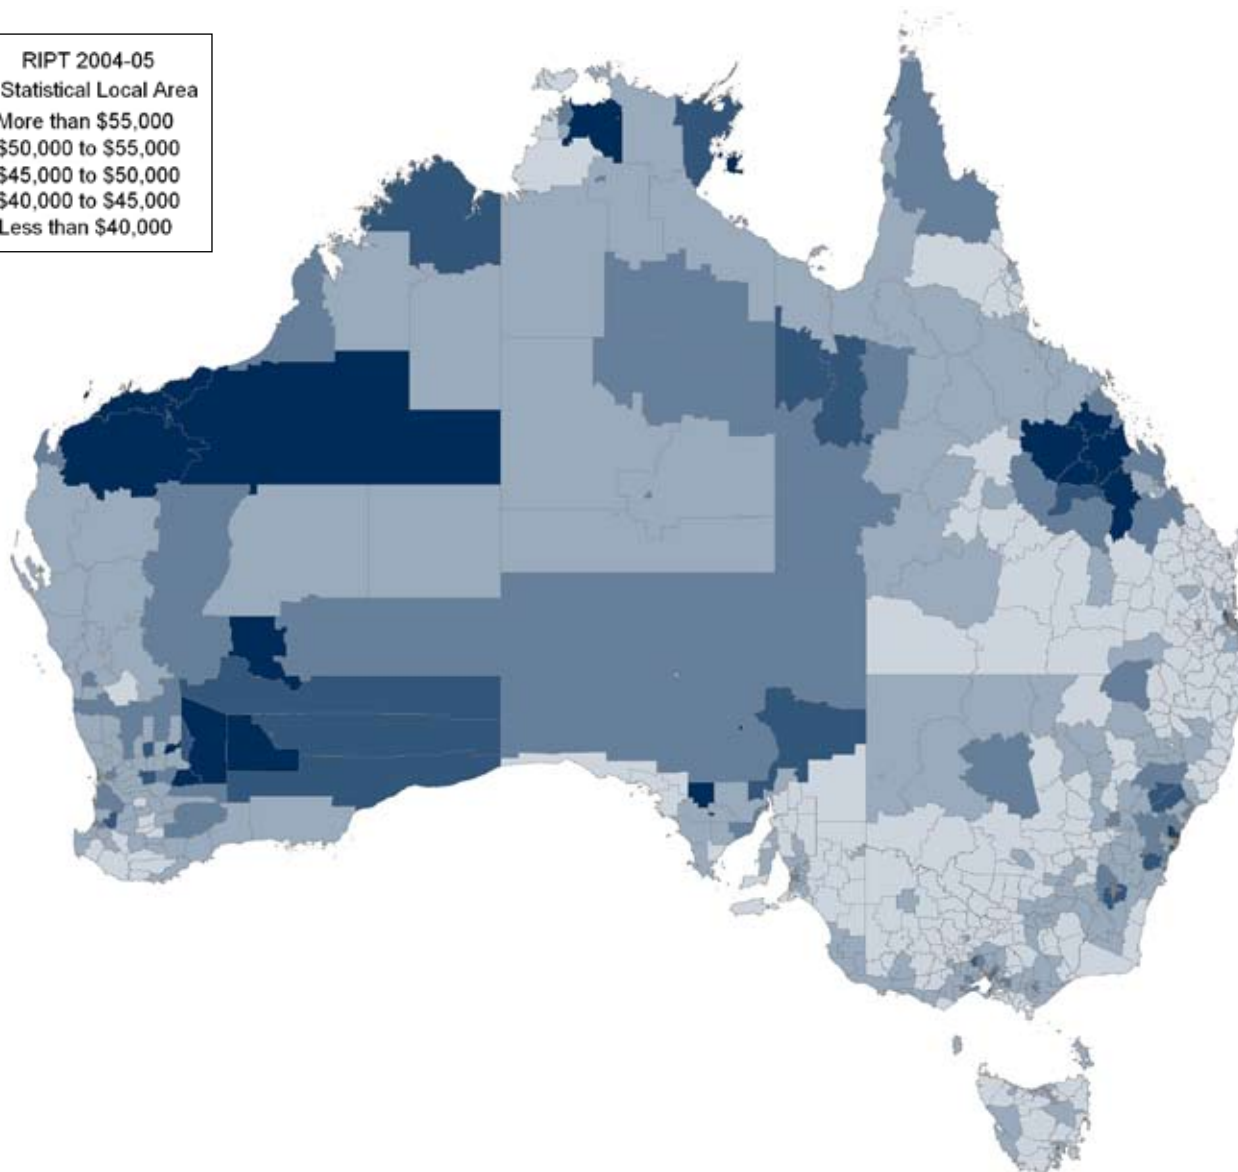 RIPT 2004-05
Statistical Local Area
More than $55,000
$50,000 to $55,000
$45,000 to $50,000
$40,000 to $45,000
Less than $40,000